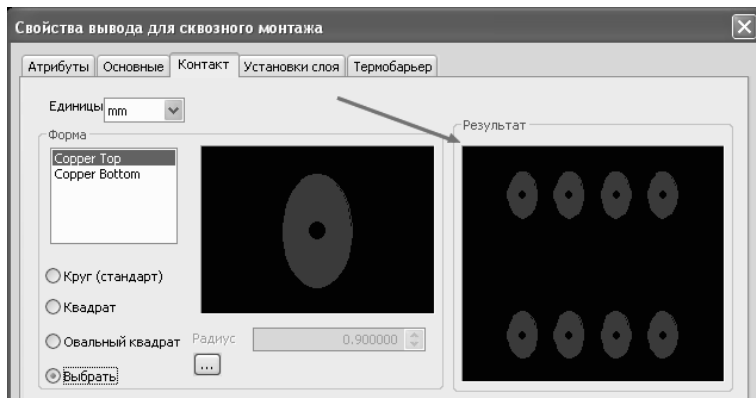 Свойства вывода для сквозного монтажа
Атрибуты Основные Контакт Установки слоя Термобарьер
Единицы mm
Форма
Copper Top
Copper Bottom
Круг (стандарт)
Квадрат
Овальный квадрат Радиус 0.900000
Выбрать ...
Результат